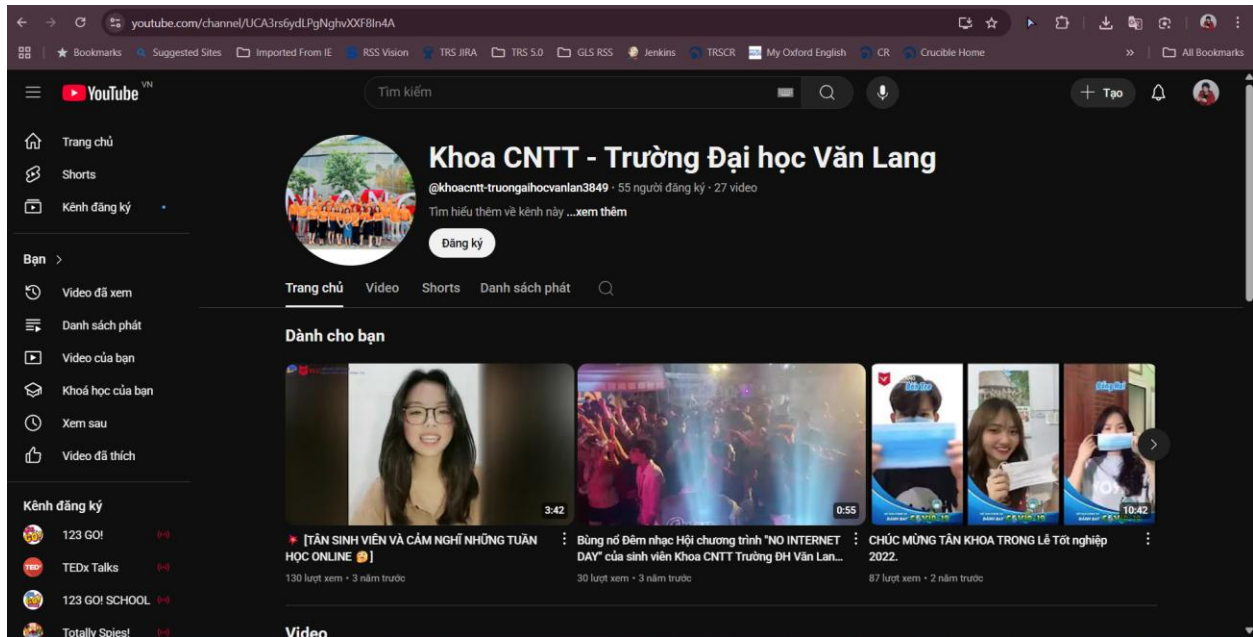 youtube.com/channel/UCA3rs6ydLPgNghvXXF8In4A
Bookmarks Suggested Sites Imported From IE RSS Vision TRS JIRA TRS 5.0 GLS RSS Jenkins TRSCR My Oxford English CR Crucible Home » All Bookmarks
YouTube VN
Tìm kiếm
Tạo
Trang chủ
Shorts
Kênh đăng ký
Bạn
Video đã xem
Danh sách phát
Video của bạn
Khoá học của bạn
Xem sau
Video đã thích
Kênh đăng ký
123 GO!
TEDx Talks
123 GO! SCHOOL
Totally Spies!
Khoa CNTT - Trường Đại học Văn Lang
@khoacntt-truongaihocvanlan3849 · 55 người đăng ký · 27 video
Tìm hiểu thêm về kênh này ...xem thêm
Đăng ký
Trang chủ Video Shorts Danh sách phát
Dành cho bạn
3:42
[TÂN SINH VIÊN VÀ CẢM NGHĨ NHỮNG TUẦN
HỌC ONLINE ]
130 lượt xem • 3 năm trước
0:55
Bùng nổ Đêm nhạc Hội chương trình "NO INTERNET
DAY" của sinh viên Khoa CNTT Trường ĐH Văn Lan...
30 lượt xem • 3 năm trước
Bến Tre
Đồng Nai
10:42
CHÚC MỪNG TÂN KHOA TRONG Lễ Tốt nghiệp
2022.
87 lượt xem • 2 năm trước
Video